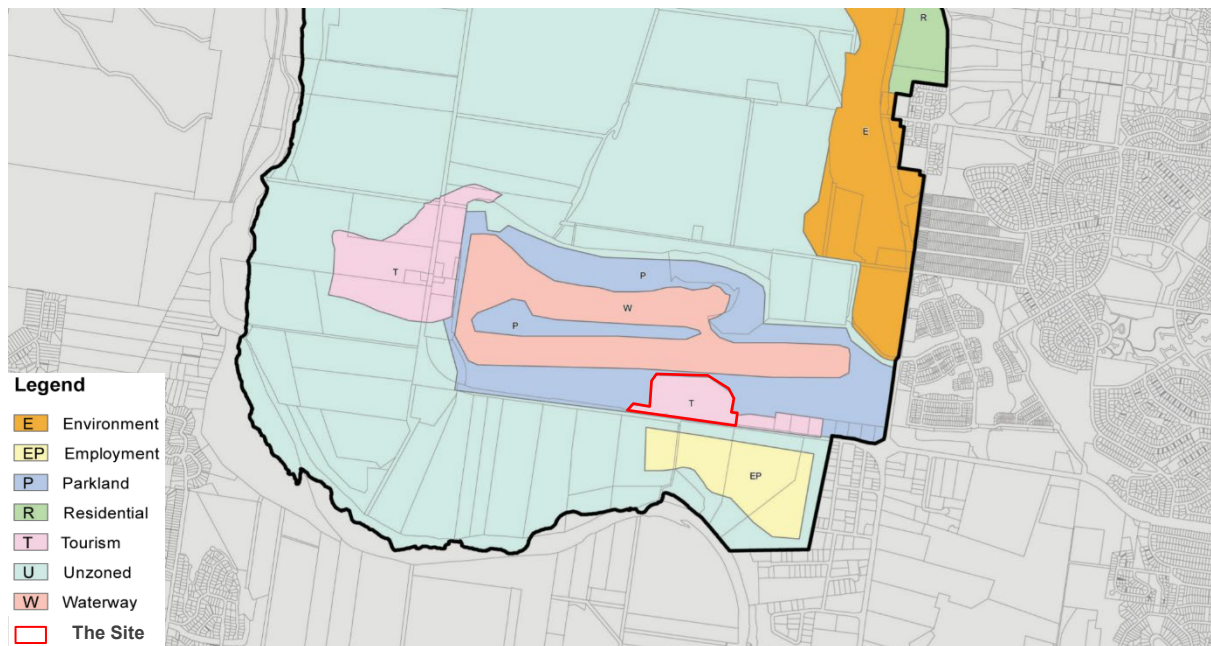 R
E
T
P
W
P
T
EP
Legend
E Environment
EP Employment
P Parkland
R Residential
T Tourism
U Unzoned
W Waterway
The Site